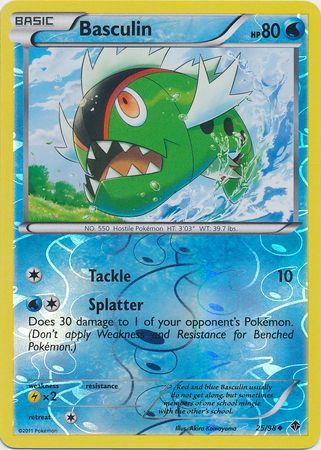 BASIC
Basculin
HP80
NO. 550 Hostile Pokémon HT: 3'03" WT: 39.7 lbs.
Tackle 10
Splatter
Does 30 damage to 1 of your opponent's Pokémon.
(Don't apply Weakness and Resistance for Benched
Pokémon.)
weakness resistance
×2
retreat
Red and blue Basculin usually
do not get along, but sometimes
members of one school mingle
with the other's school.
Illus. Akira Komayama
25/98
©2011 Pokémon